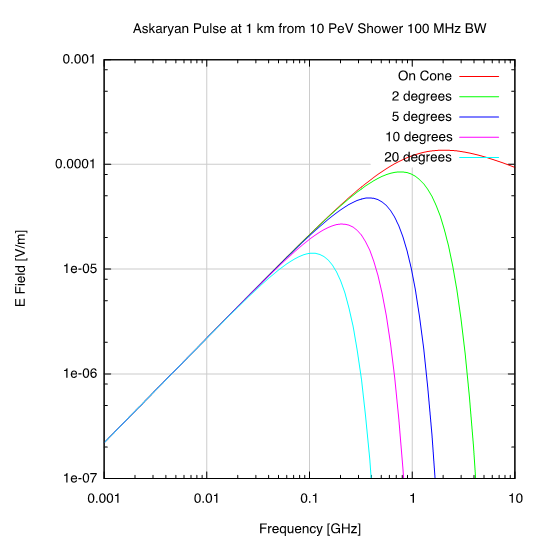 Askaryan Pulse at 1 km from 10 PeV Shower 100 MHz BW
0.001
On Cone
2 degrees
5 degrees
10 degrees
20 degrees
0.0001
E Field [V/m]
1e-05
1e-06
1e-07
0.001 0.01 0.1 1 10
Frequency [GHz]